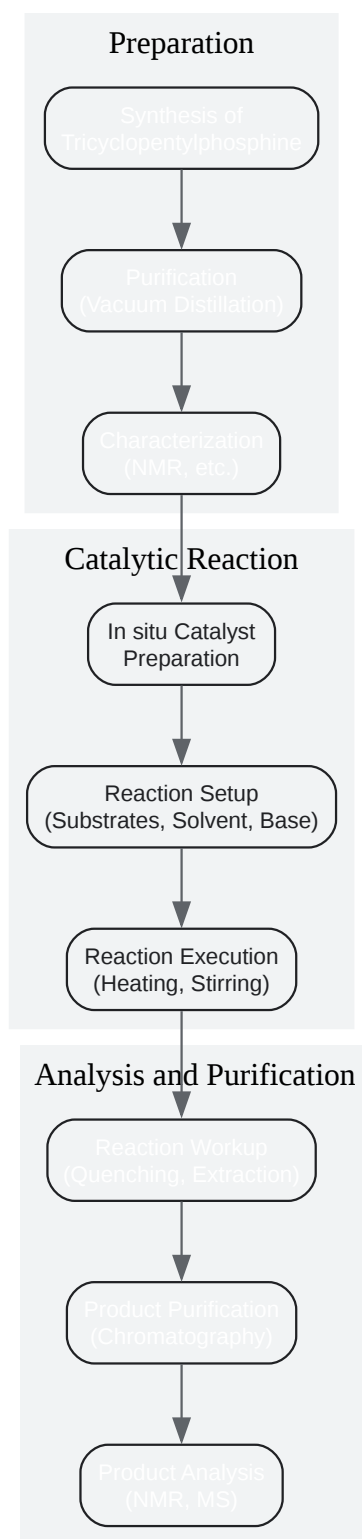 Preparation
Synthesis of
Tricyclopentylphosphine
Purification
(Vacuum Distillation)
Characterization
(NMR, etc.)
Catalytic Reaction
In situ Catalyst
Preparation
Reaction Setup
(Substrates, Solvent, Base)
Reaction Execution
(Heating, Stirring)
Analysis and Purification
Reaction Workup
(Quenching, Extraction)
Product Purification
(Chromatography)
Product Analysis
(NMR, MS)